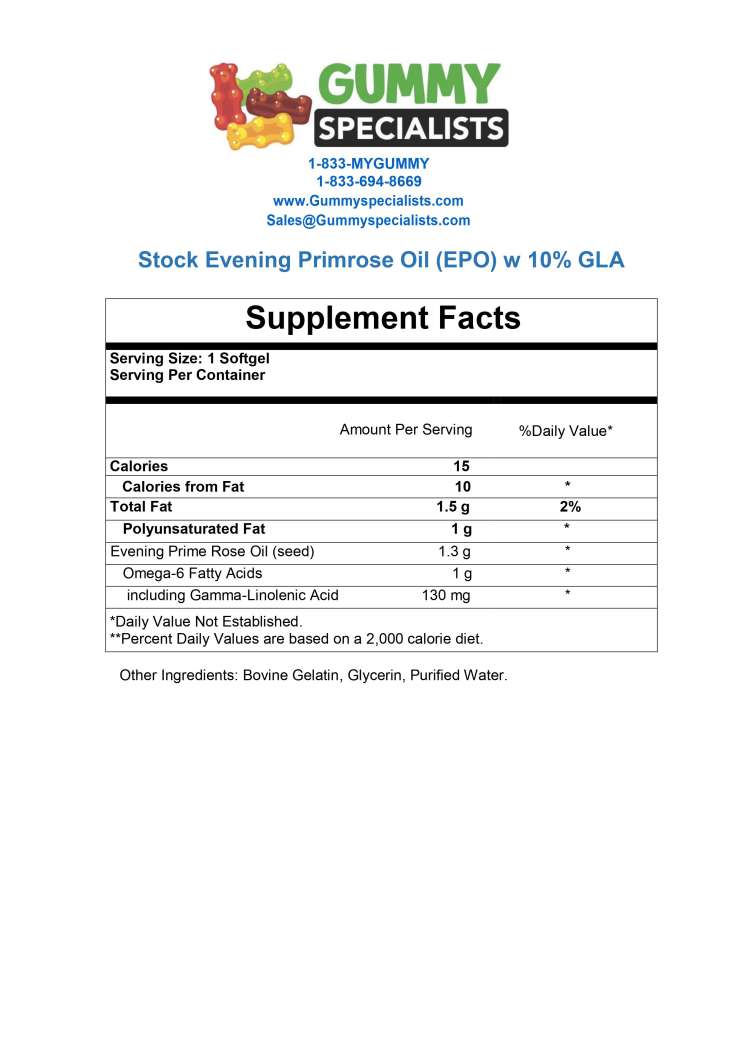 GUMMY
SPECIALISTS
1-833-MYGUMMY
1-833-694-8669
www.Gummyspecialists.com
Sales@Gummyspecialists.com
Stock Evening Primrose Oil (EPO) w 10% GLA
Supplement Facts
Serving Size: 1 Softgel
Serving Per Container
Amount Per Serving %Daily Value*
Calories 15
Calories from Fat 10 *
Total Fat 1.5 g 2%
Polyunsaturated Fat 1 g *
Evening Prime Rose Oil (seed) 1.3 g *
Omega-6 Fatty Acids 1 g *
including Gamma-Linolenic Acid 130 mg *
*Daily Value Not Established.
**Percent Daily Values are based on a 2,000 calorie diet.
Other Ingredients: Bovine Gelatin, Glycerin, Purified Water.